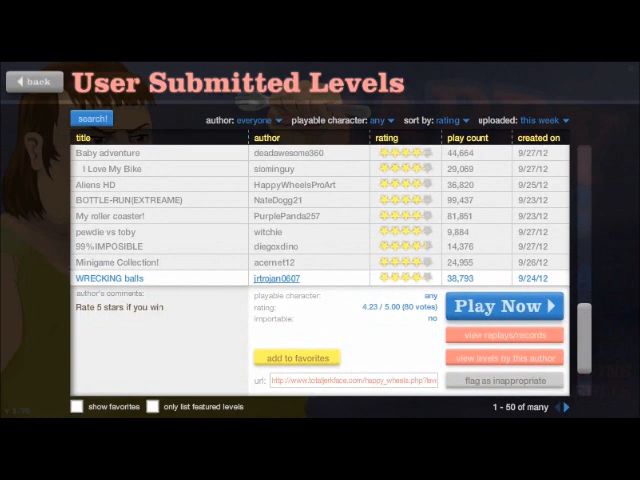 back
User Submitted Levels
search!
author: everyone playable character: any sort by: rating uploaded: this week
title author rating play count created on
Baby adventure deadawesome360 44,664 9/27/12
I Love My Bike slominguy 29,069 9/27/12
Aliens HD HappyWheelsProArt 36,820 9/25/12
BOTTLE-RUN(EXTREAME) NateDogg21 99,437 9/23/12
My roller coaster! PurplePanda257 81,851 9/23/12
pewdie vs toby witchie 9,884 9/27/12
99%IMPOSIBLE diegoxdino 14,376 9/27/12
Minigame Collection! acernet12 24,955 9/26/12
WRECKING balls jrtrojan0607 38,793 9/24/12
author's comments:
Rate 5 stars if you win
playable character: any
rating: 4.23 / 5.00 (80 votes)
importable: no
Play Now
view replays/records
add to favorites
view levels by this author
url: http://www.totaljerkface.com/happy_wheels.php?lev
flag as inappropriate
show favorites only list featured levels
1 - 50 of many